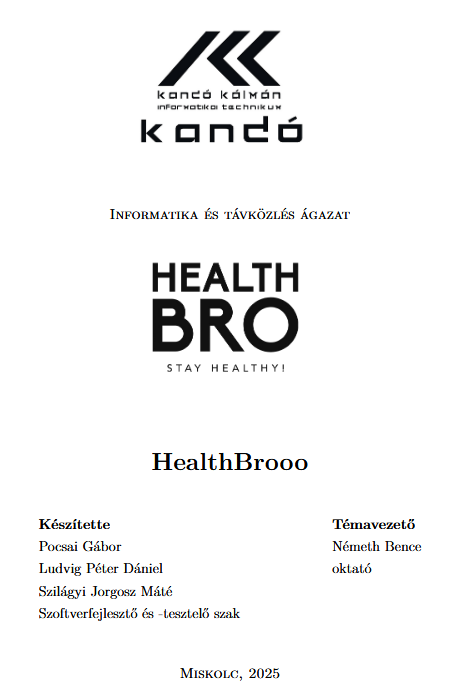 kandó kálmán
informatikai technikum
kandó
Informatika és távközlés ágazat
HEALTH
BRO
STAY HEALTHY!
HealthBrooo
Készítette
Pocsai Gábor
Ludvig Péter Dániel
Szilágyi Jorgosz Máté
Szoftverfejlesztő és -tesztelő szak
Témavezető
Németh Bence
oktató
Miskolc, 2025